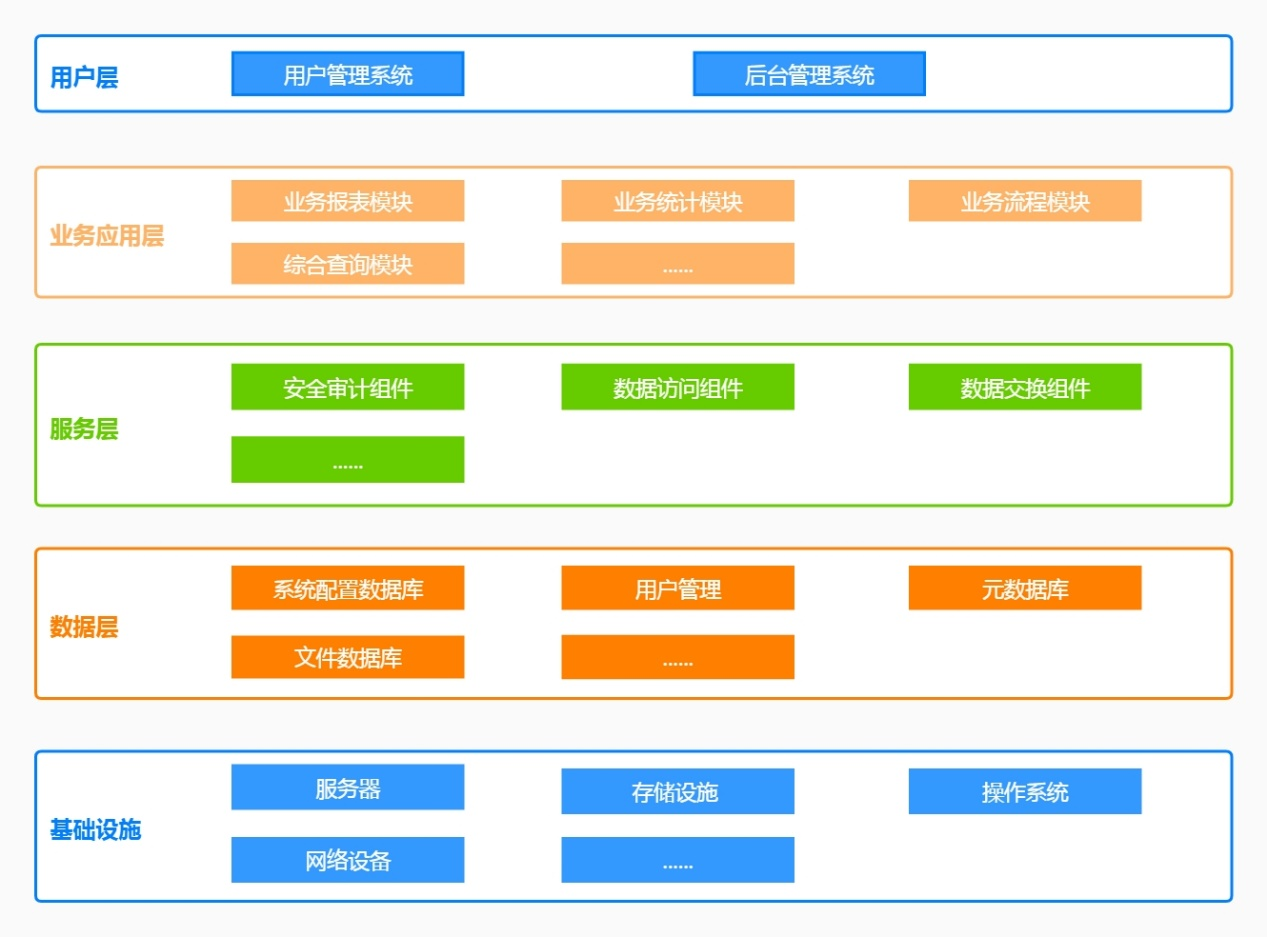 用户层
用户管理系统
后台管理系统
业务应用层
业务报表模块
业务统计模块
业务流程模块
综合查询模块
......
服务层
安全审计组件
数据访问组件
数据交换组件
......
数据层
系统配置数据库
用户管理
元数据库
文件数据库
......
基础设施
服务器
存储设施
操作系统
网络设备
......